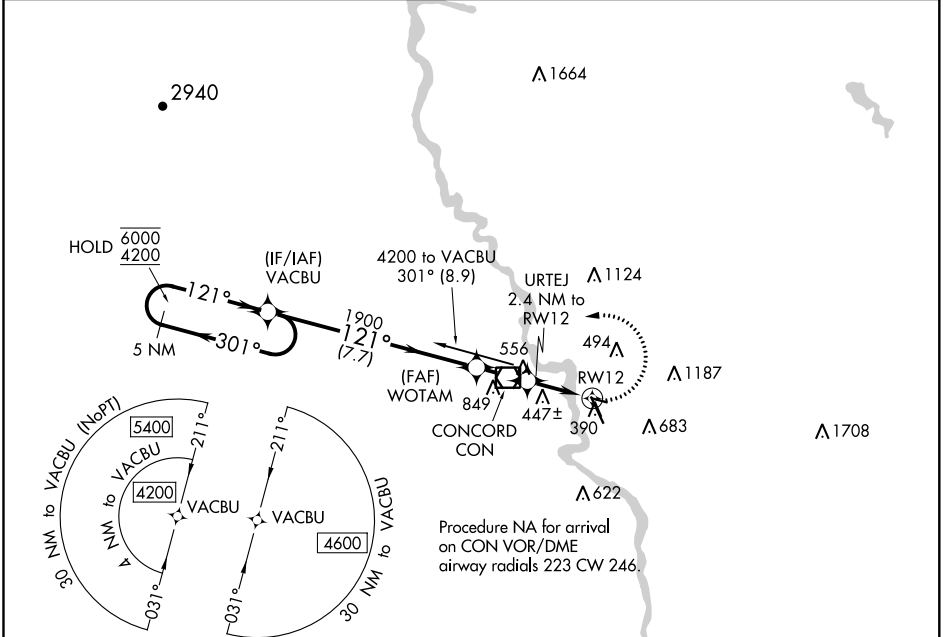 1664
2940
HOLD 6000
4200
(IF/IAF)
VACBU
4200 to VACBU
301° (8.9)
URTEJ
2.4 NM to
RW12
1124
121°
1900
121°
(7.7)
301°
5 NM
556
494
(FAF)
WOTAM
RW12
1187
849
447±
390
CONCORD
CON
683
1708
622
30 NM to VACBU (NoPT)
5400
211°
4 NM to VACBU
4200
VACBU
031°
211°
VACBU
4600
30 NM to VACBU
031°
Procedure NA for arrival
on CON VOR/DME
airway radials 223 CW 246.